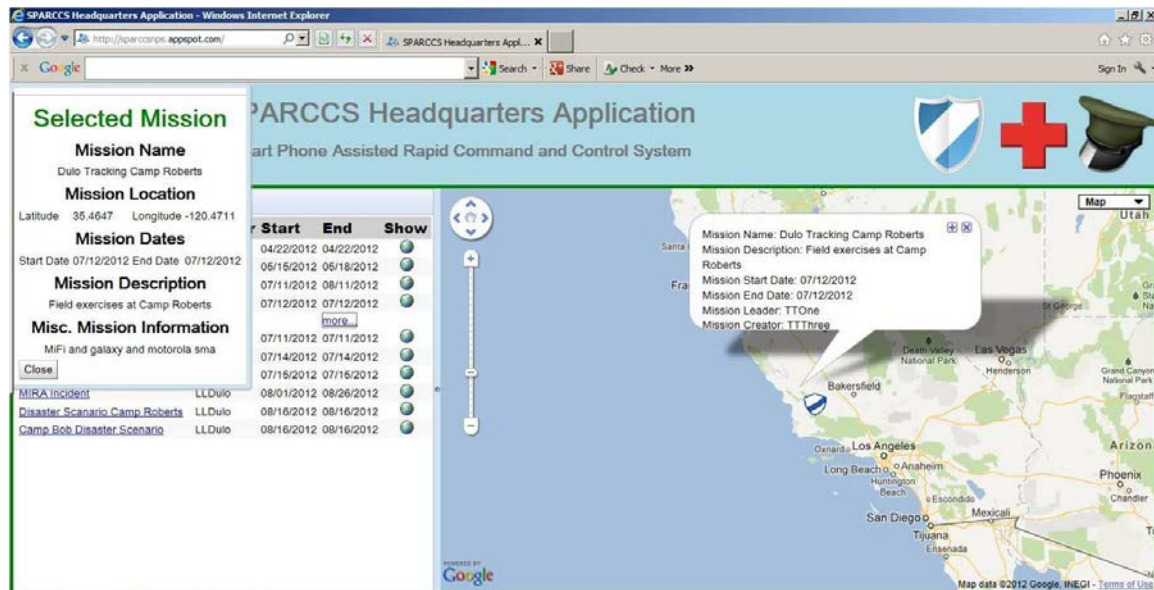 SPARCCS Headquarters Application - Windows Internet Explorer
http://sparccsnps.appspot.com/
SPARCCS Headquarters Appl...
Google
Search
Share
Check
More
Sign In
PARCCS Headquarters Application
art Phone Assisted Rapid Command and Control System
Selected Mission
Mission Name
Dulo Tracking Camp Roberts
Mission Location
Latitude 35.4647 Longitude -120.4711
Mission Dates
Start Date 07/12/2012 End Date 07/12/2012
Mission Description
Field exercises at Camp Roberts
Misc. Mission Information
MiFi and galaxy and motorola sma
Close
r Start End Show
04/22/2012 04/22/2012
05/15/2012 05/18/2012
07/11/2012 08/11/2012
07/12/2012 07/12/2012
more...
07/11/2012 07/11/2012
07/14/2012 07/14/2012
07/15/2012 07/15/2012
MIRA Incident LLDulo 08/01/2012 08/26/2012
Disaster Scanario Camp Roberts LLDulo 08/16/2012 08/16/2012
Camp Bob Disaster Scenario LLDulo 08/16/2012 08/16/2012
Map
Utah
Santa
Fra
Mission Name: Dulo Tracking Camp Roberts
Mission Description: Field exercises at Camp
Roberts
Mission Start Date: 07/12/2012
Mission End Date: 07/12/2012
Mission Leader: TTOne
Mission Creator: TTThree
St George
Death Valley
National Park
Las Vegas
Henderson
Grand Canyon
National Park
Flagstaff
Bakersfield
Oxnard
Los Angeles
Long Beach
Anaheim
Huntington
Beach
Arizon
Phoenix
Chandler
Escondido
San Diego
Mexicali
Tijuana
Ensenada
POWERED BY
Google
Map data ©2012 Google, INEGI - Terms of Use